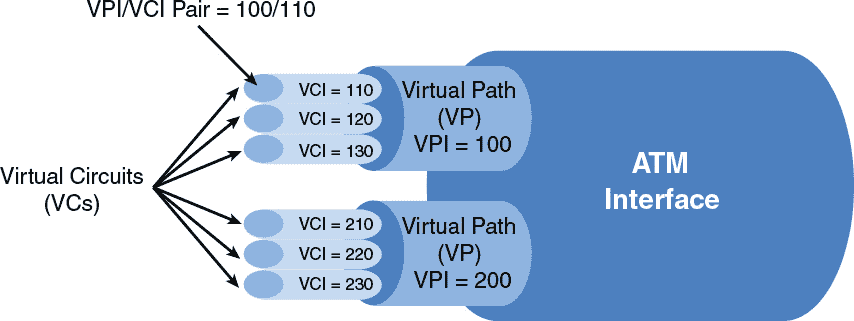 VPI/VCI Pair = 100/110
VCI = 110
VCI = 120
VCI = 130
Virtual Path
(VP)
VPI = 100
Virtual Circuits
(VCs)
ATM
Interface
VCI = 210
VCI = 220
VCI = 230
Virtual Path
(VP)
VPI = 200